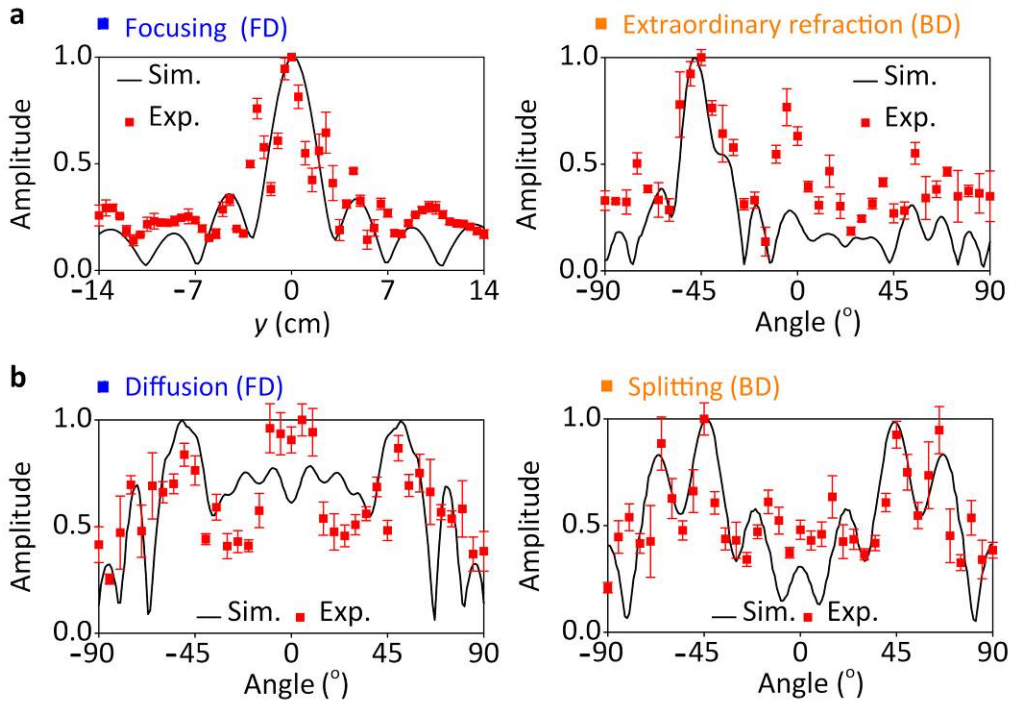 a
Focusing (FD)
1.0
0.5
0.0
Amplitude
Sim.
Exp.
-14
-7
0
7
14
y (cm)
Extraordinary refraction (BD)
1.0
0.5
0.0
Amplitude
Sim.
Exp.
-90
-45
0
45
90
Angle (°)
b
Diffusion (FD)
1.0
0.5
0.0
Amplitude
Sim.
Exp.
-90
-45
0
45
90
Angle (°)
Splitting (BD)
1.0
0.5
0.0
Amplitude
Sim.
Exp.
-90
-45
0
45
90
Angle (°)